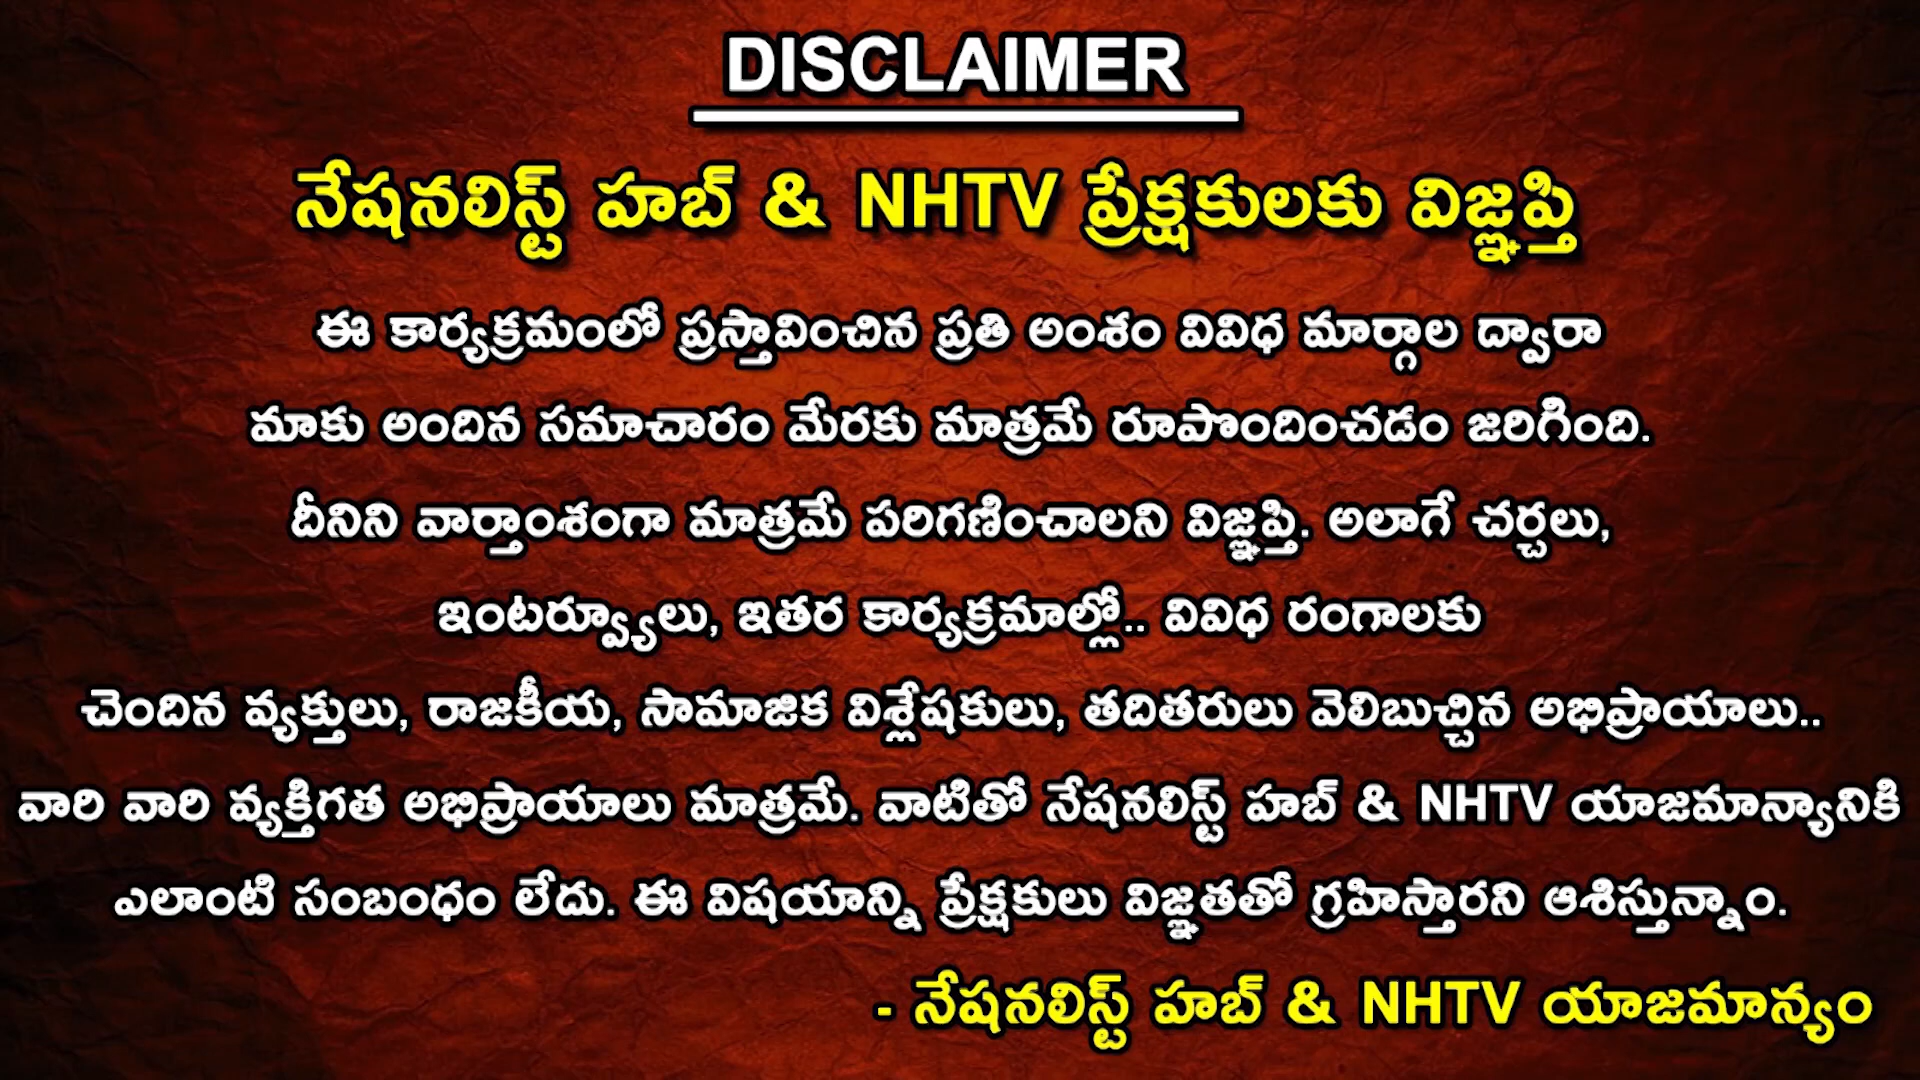 DISCLAIMER
నేషనలిస్ట్ హబ్ & NHTV ప్రేక్షకులకు విజ్ఞప్తి
ఈ కార్యక్రమంలో ప్రస్తావించిన ప్రతి అంశం వివిధ మార్గాల ద్వారా
మాకు అందిన సమాచారం మేరకు మాత్రమే రూపొందించడం జరిగింది.
దీనిని వార్తాంశంగా మాత్రమే పరిగణించాలని విజ్ఞప్తి. అలాగే చర్చలు,
ఇంటర్వ్యూలు, ఇతర కార్యక్రమాల్లో.. వివిధ రంగాలకు
చెందిన వ్యక్తులు, రాజకీయ, సామాజిక విశ్లేషకులు, తదితరులు వెలిబుచ్చిన అభిప్రాయాలు..
వారి వారి వ్యక్తిగత అభిప్రాయాలు మాత్రమే. వాటితో నేషనలిస్ట్ హబ్ & NHTV యాజమాన్యానికి
ఎలాంటి సంబంధం లేదు. ఈ విషయాన్ని ప్రేక్షకులు విజ్ఞతతో గ్రహిస్తారని ఆశిస్తున్నాం.
- నేషనలిస్ట్ హబ్ & NHTV యాజమాన్యం